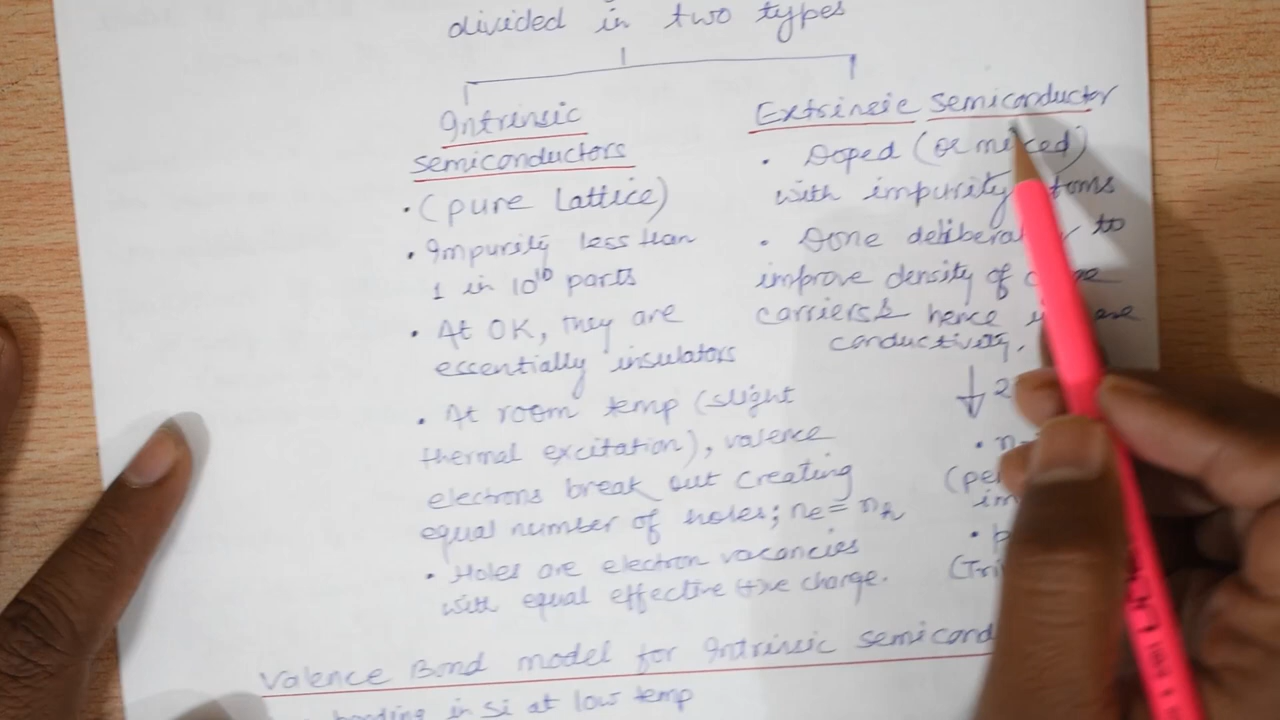 divided in two types
Intrinsic
semiconductors
• (pure Lattice)
• Impurity less than
1 in 10¹⁰ parts
• At 0K, they are
essentially insulators
• At room temp (slight
thermal excitation), valence
electrons break out creating
equal number of holes; ne = nh
• Holes are electron vacancies
with equal effective +ve charge.
Extrinsic semiconductor
• Doped (or mixed)
with impurity
• Done to
improve density of
carriers & hence
conductivity.
↓ 2
• n-
Valence Bond model for Intrinsic
bonding in Si at low temp